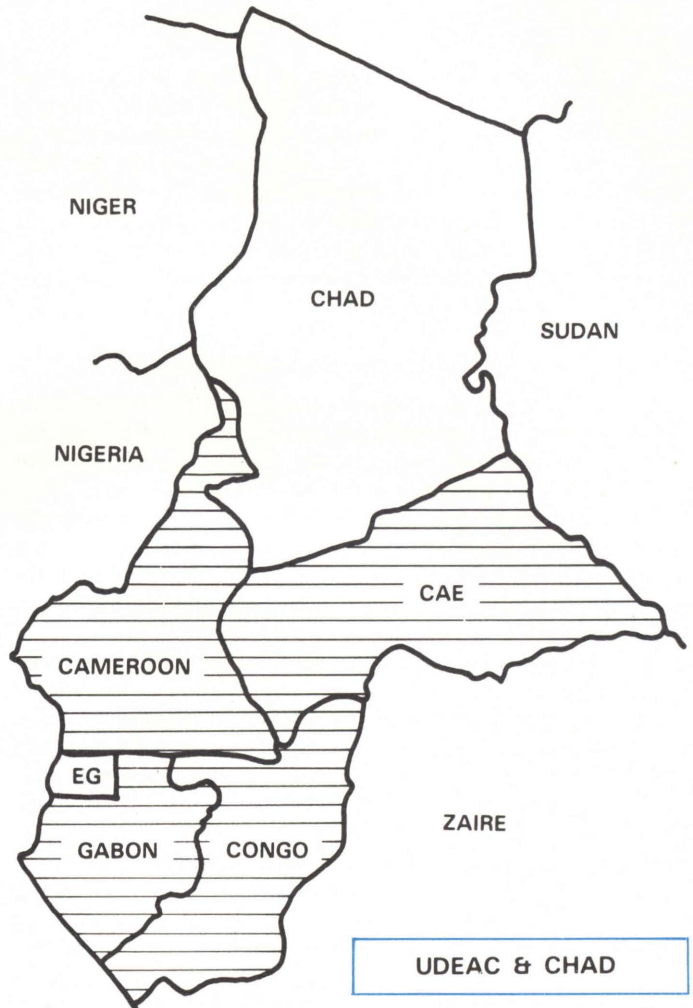 NIGER
CHAD
SUDAN
NIGERIA
CAE
CAMEROON
EG
ZAIRE
GABON
CONGO
UDEAC & CHAD